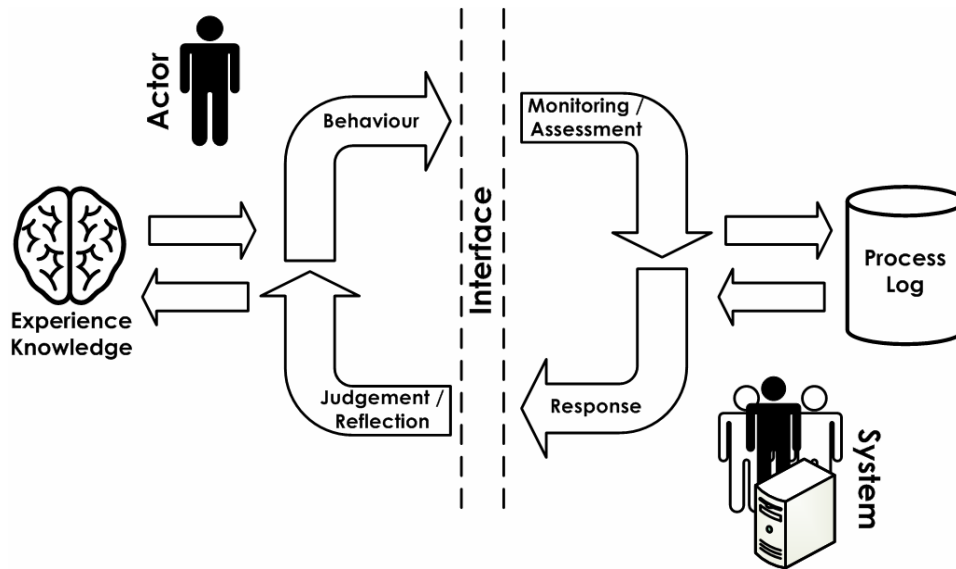 Actor
Behaviour
Monitoring /
Assessment
Interface
Experience
Knowledge
Process
Log
Judgement /
Reflection
Response
System